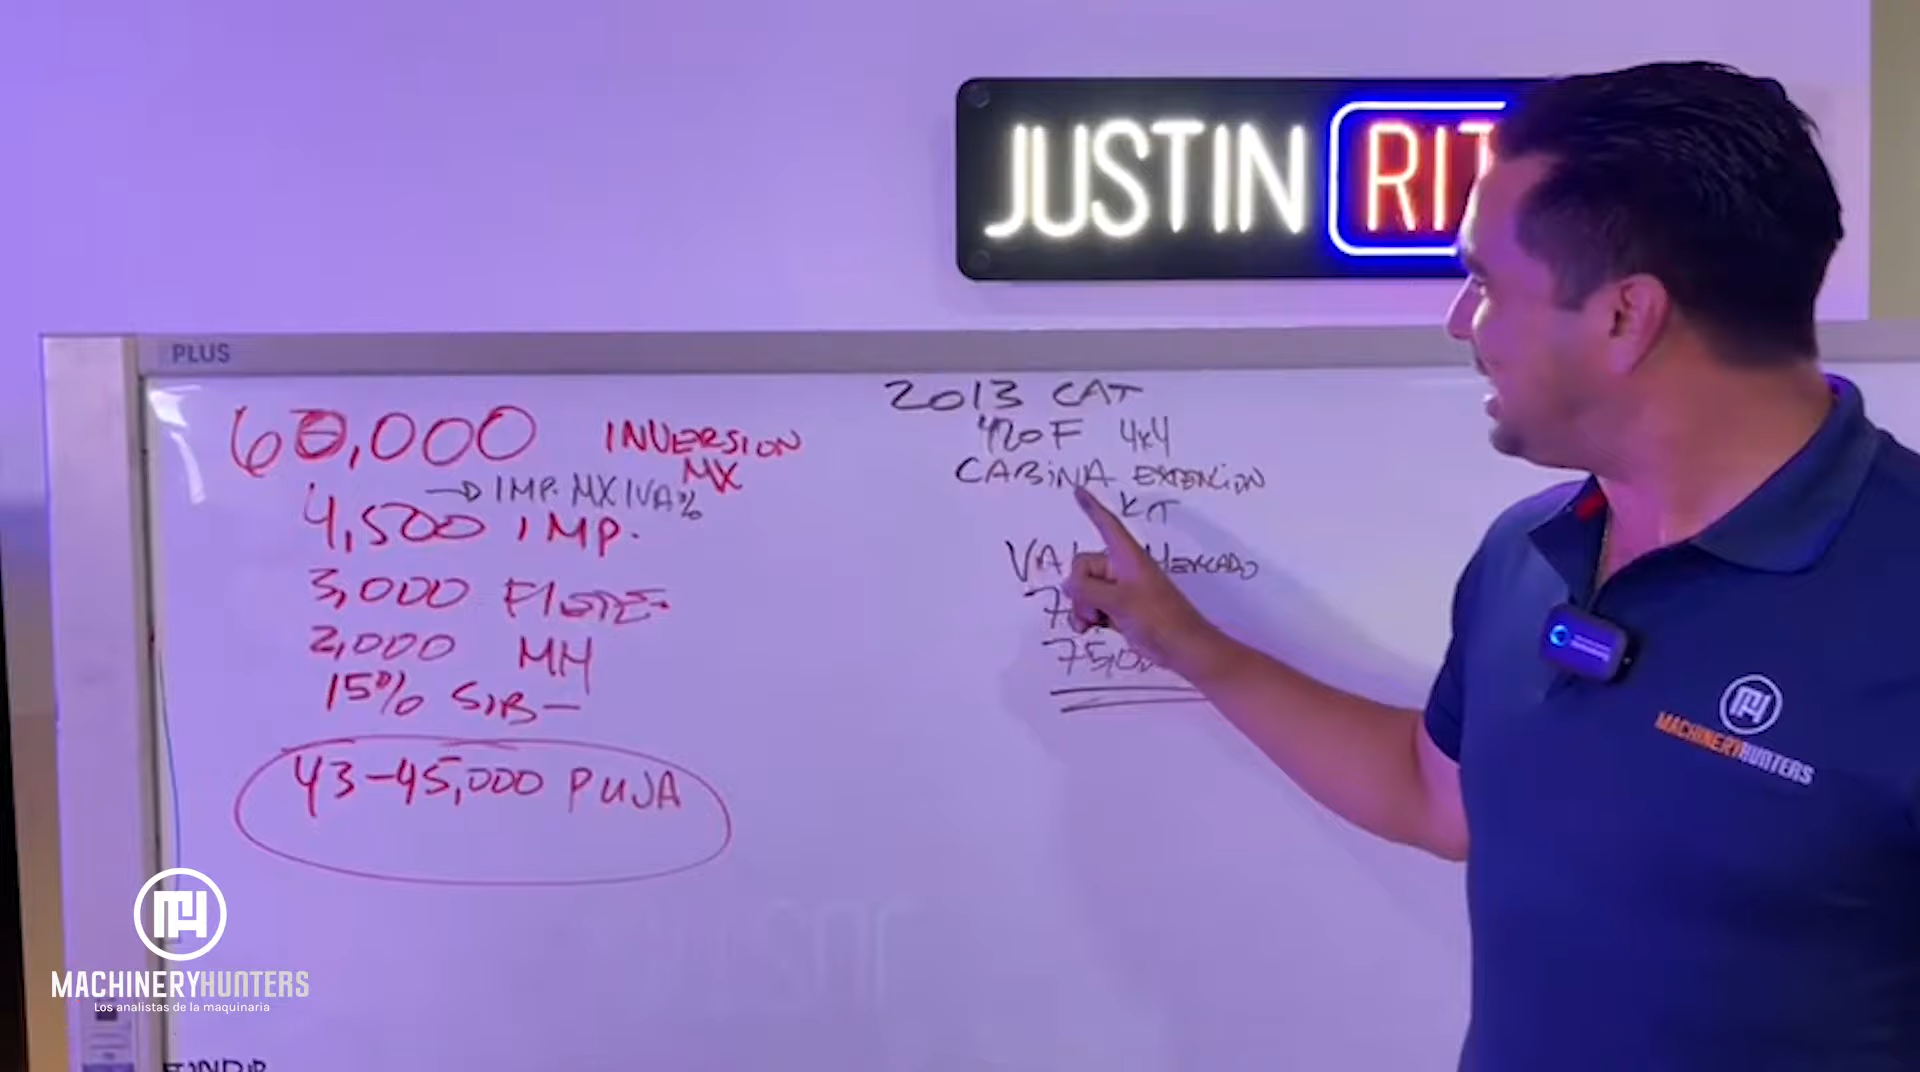 JUSTIN RIT
PLUS
60,000 INVERSION
MX
→ IMP. MX IVA %
4,500 IMP.
3,000 FLETE
2,000 MH
15% SUB-
43-45,000 PUJA
2013 CAT
420F 4x4
CABINA EXTENCION
KIT
MERCADO
MACHINERYHUNTERS
MACHINERYHUNTERS
Los analistas de la maquinaria